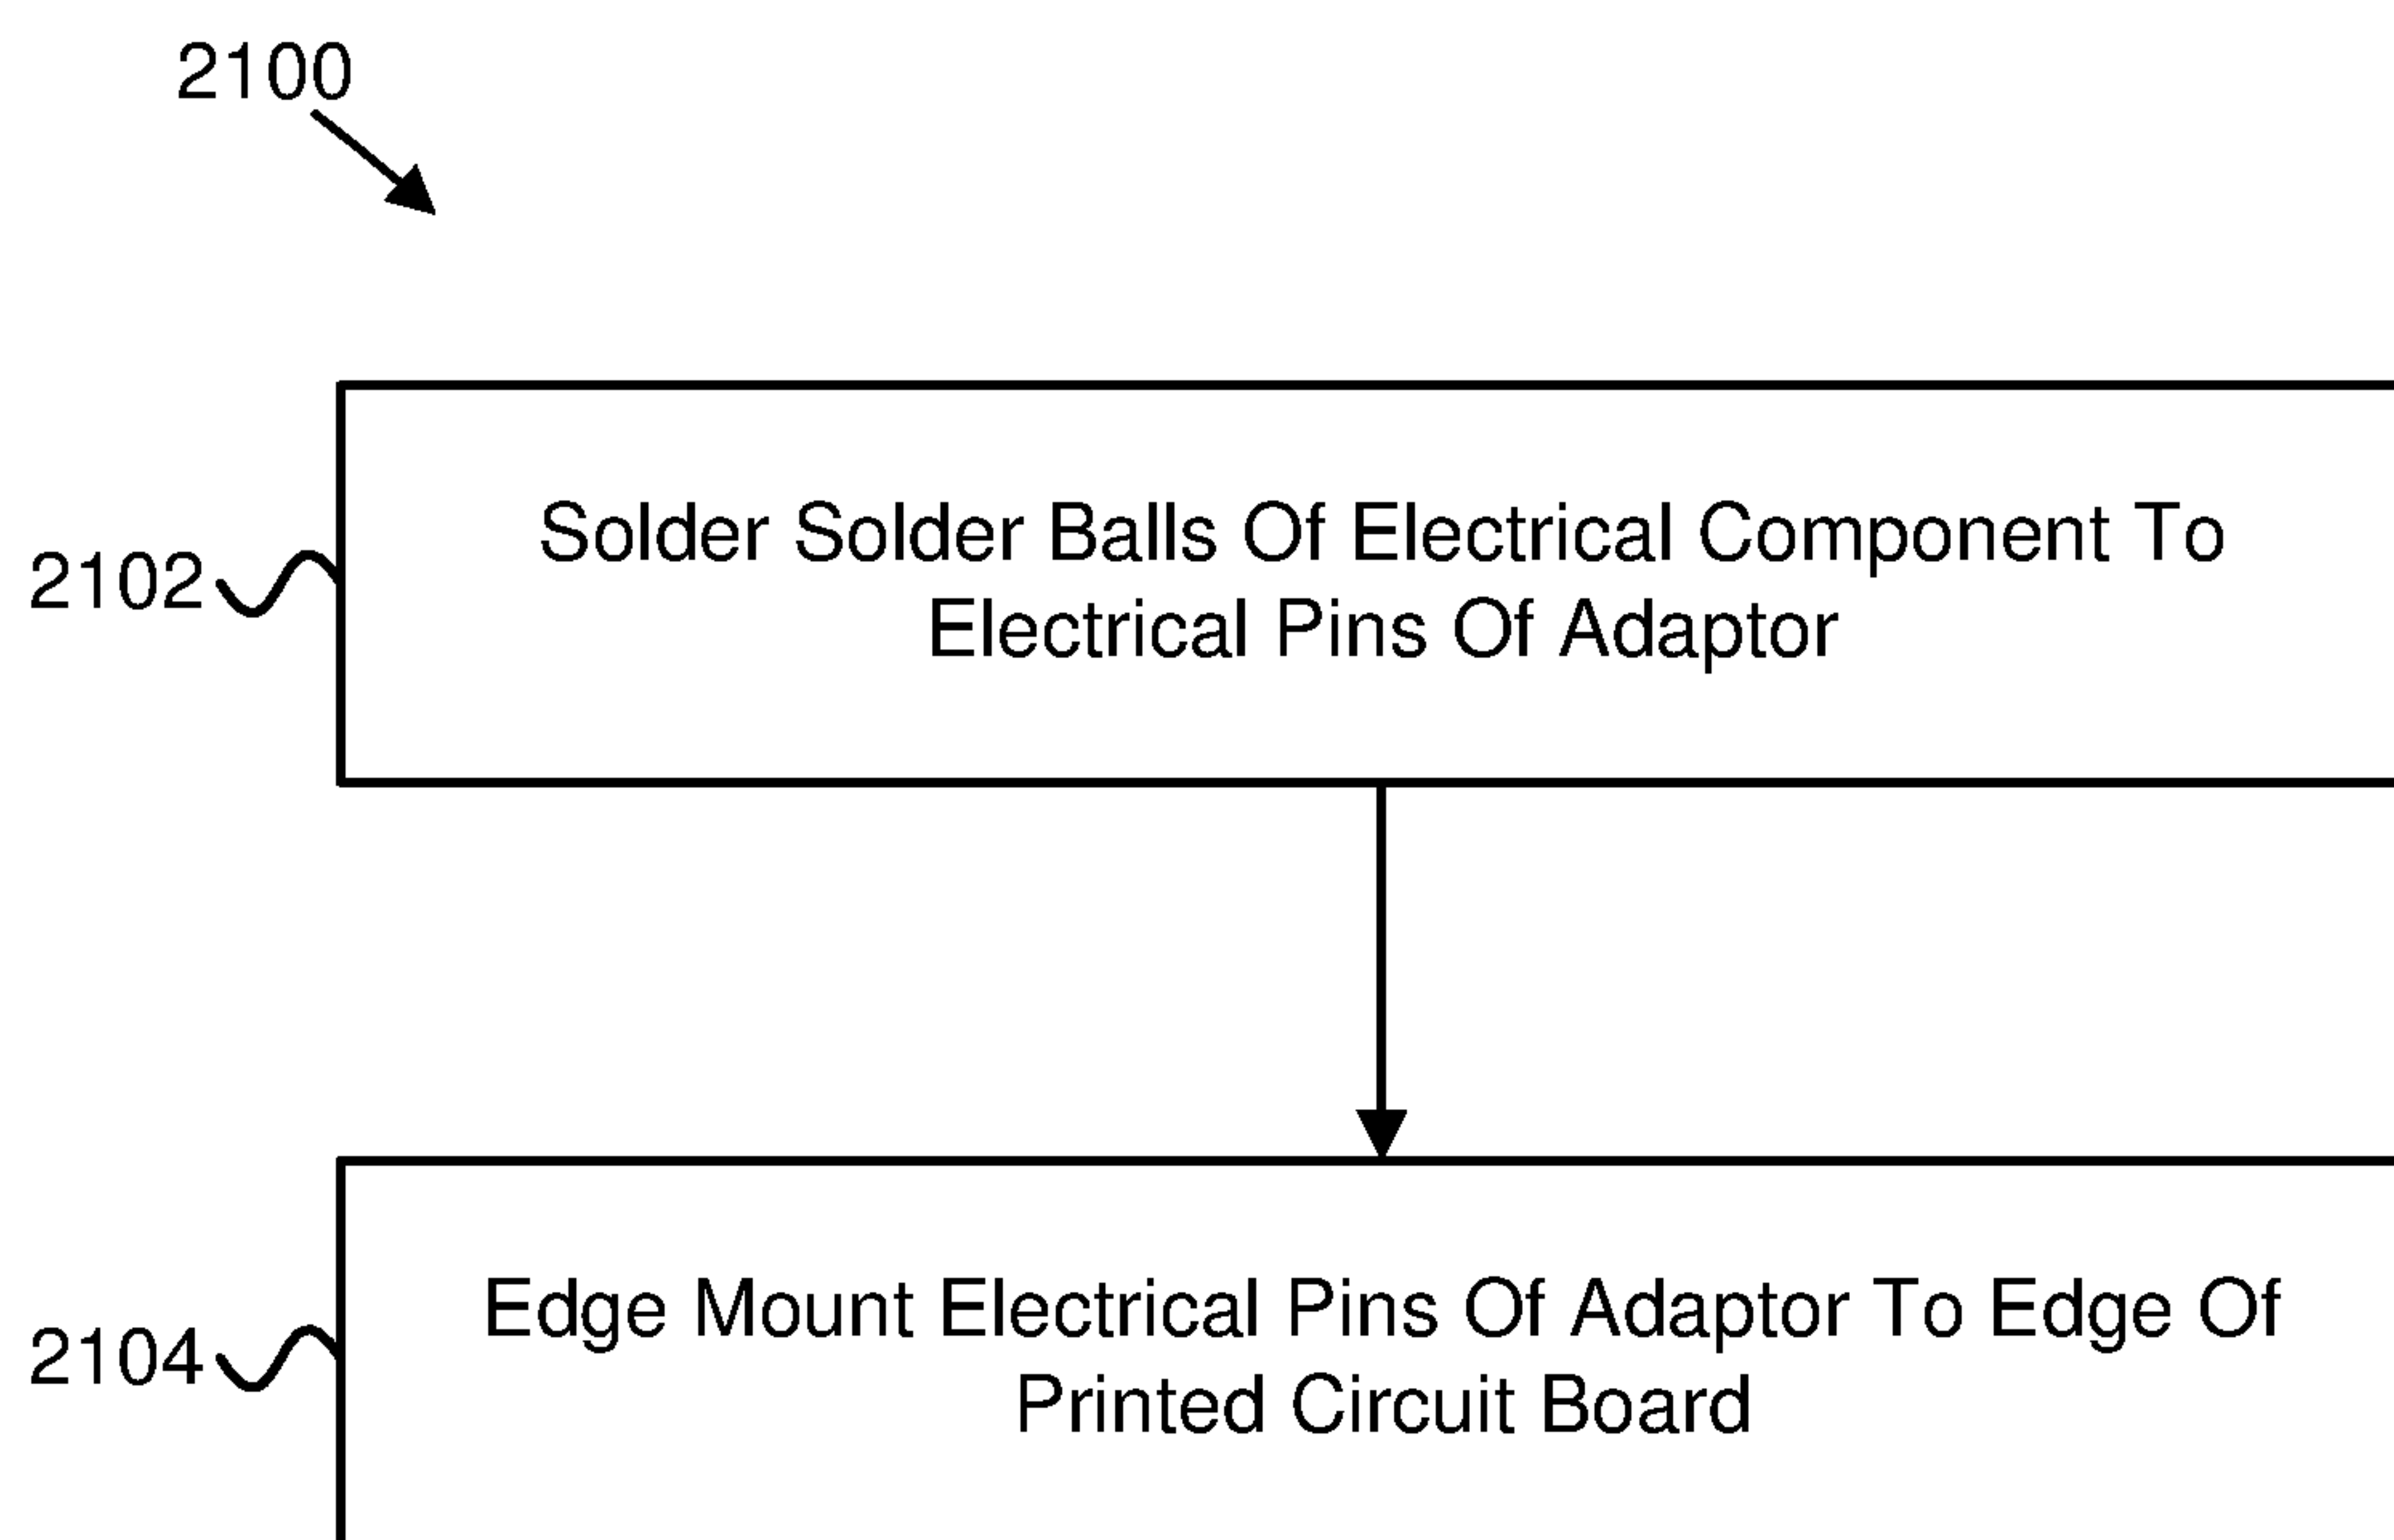 2100
2102
Solder Solder Balls Of Electrical Component To
Electrical Pins Of Adaptor
2104
Edge Mount Electrical Pins Of Adaptor To Edge Of
Printed Circuit Board